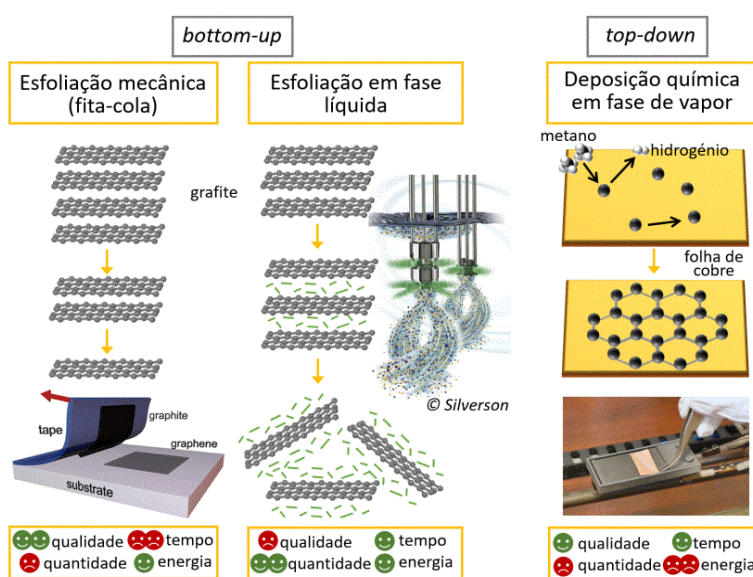 bottom-up
top-down
Esfoliação mecânica
(fita-cola)
Esfoliação em fase
líquida
Deposição química
em fase de vapor
metano
hidrogénio
grafite
folha de
cobre
© Silverson
tape
graphite
graphene
substrate
qualidade tempo
quantidade energia
qualidade tempo
quantidade energia
qualidade tempo
quantidade energia